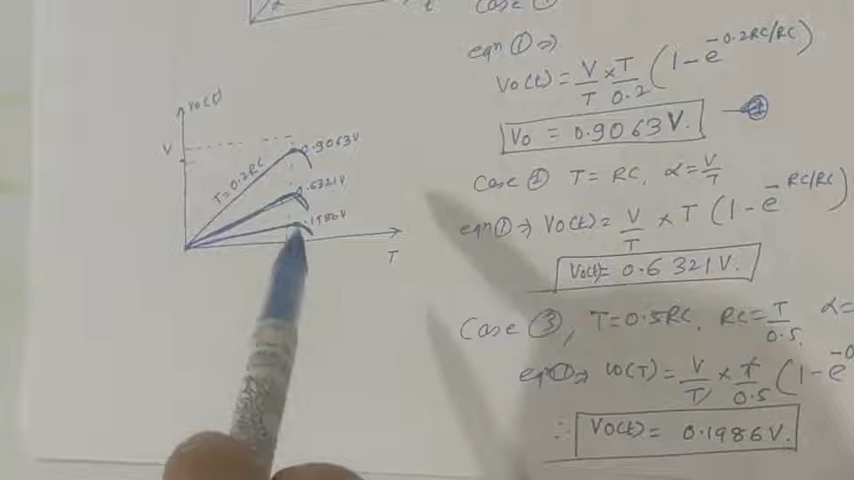 t
Case ①
eqn ① ⇒
Vo(t) = V/T × T/0.2 (1 - e^-0.2RC/RC)
Vo = 0.9063V.
Case ② T = RC, α = V/T
eqn ① ⇒ Vo(t) = V/T × T (1 - e^-RC/RC)
Vo(t) = 0.6321V.
Case ③, T = 0.5RC, RC = T/0.5, α =
eqn ① ⇒ Vo(T) = V/T × T/0.5 (1 - e^-0
∴ Vo(t) = 0.1986V.
Vo(t)
V
0.9063V
T=0.2RC
0.6321V
T